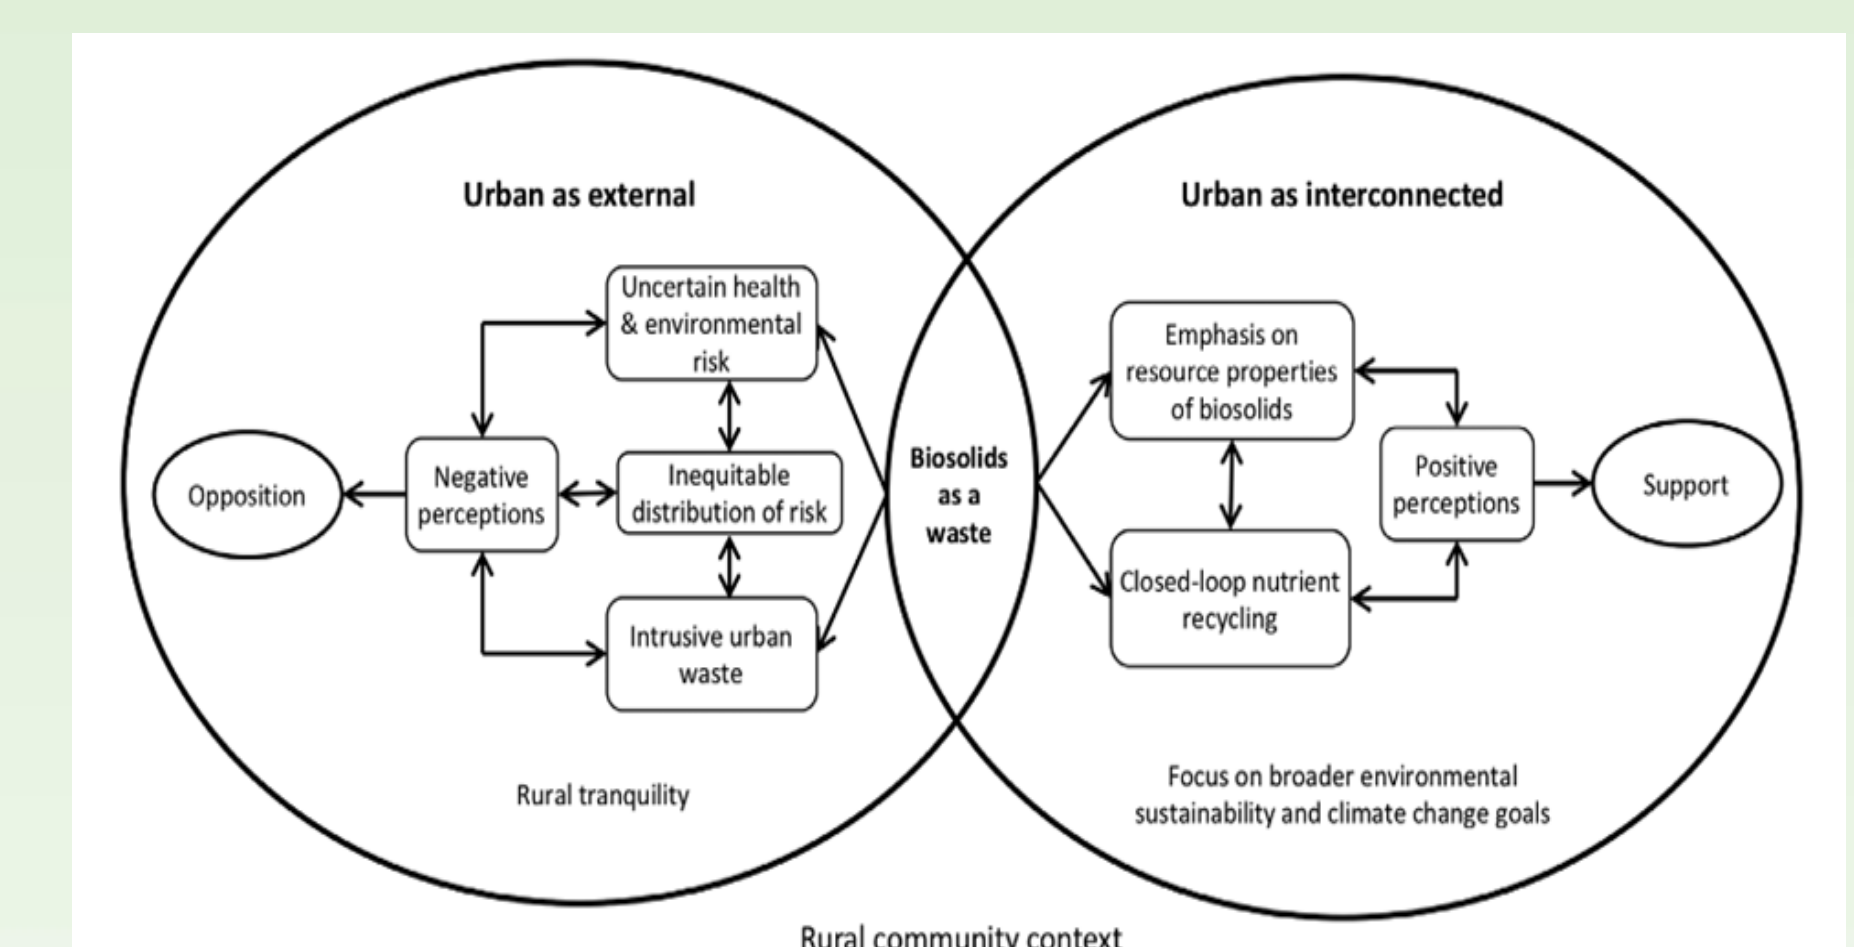 Urban as external
Urban as interconnected
Uncertain health
& environmental
risk
Emphasis on
resource properties
of biosolids
Opposition
Negative
perceptions
Inequitable
distribution of risk
Biosolids
as a
waste
Positive
perceptions
Support
Intrusive urban
waste
Closed-loop nutrient
recycling
Rural tranquility
Focus on broader environmental
sustainability and climate change goals
Rural community context